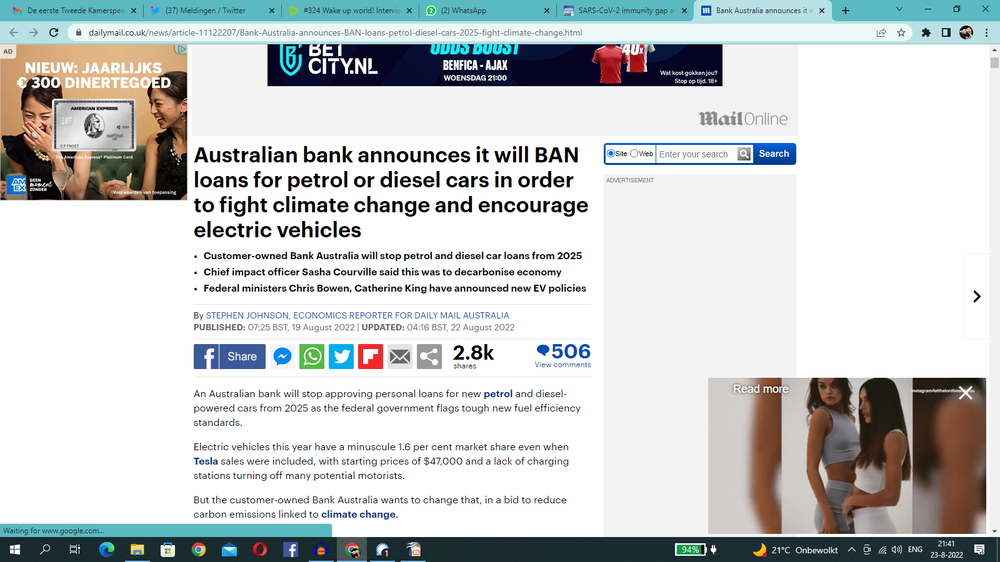 De eerste Tweede Kamerspee
(37) Meldingen / Twitter
#324 Wake up world! Intervie
(2) WhatsApp
SARS-CoV-2 immunity gap a
Bank Australia announces it w
dailymail.co.uk/news/article-11122207/Bank-Australia-announces-BAN-loans-petrol-diesel-cars-2025-fight-climate-change.html
AD
NIEUW: JAARLIJKS
€ 300 DINERTEGOED
AMERICAN EXPRESS
C F FROST
The American Express® Platinum Card
AM
EX
GEEN
moment
ZONDER
Voorwaarden van toepassing
BET
CITY.NL
ODDS BOOST
BENFICA - AJAX
WOENSDAG 21:00
40x
Wat kost gokken jou?
Stop op tijd. 18+
MailOnline
Australian bank announces it will BAN
loans for petrol or diesel cars in order
to fight climate change and encourage
electric vehicles
Site Web Enter your search Search
ADVERTISEMENT
• Customer-owned Bank Australia will stop petrol and diesel car loans from 2025
• Chief impact officer Sasha Courville said this was to decarbonise economy
• Federal ministers Chris Bowen, Catherine King have announced new EV policies
By STEPHEN JOHNSON, ECONOMICS REPORTER FOR DAILY MAIL AUSTRALIA
PUBLISHED: 07:25 BST, 19 August 2022 | UPDATED: 04:16 BST, 22 August 2022
f Share
2.8k
shares
506
View comments
An Australian bank will stop approving personal loans for new petrol and diesel-
powered cars from 2025 as the federal government flags tough new fuel efficiency
standards.
Electric vehicles this year have a minuscule 1.6 per cent market share even when
Tesla sales were included, with starting prices of $47,000 and a lack of charging
stations turning off many potential motorists.
But the customer-owned Bank Australia wants to change that, in a bid to reduce
carbon emissions linked to climate change.
Read more
Waiting for www.google.com...
94%
21°C Onbewolkt
ENG
21:41
23-8-2022